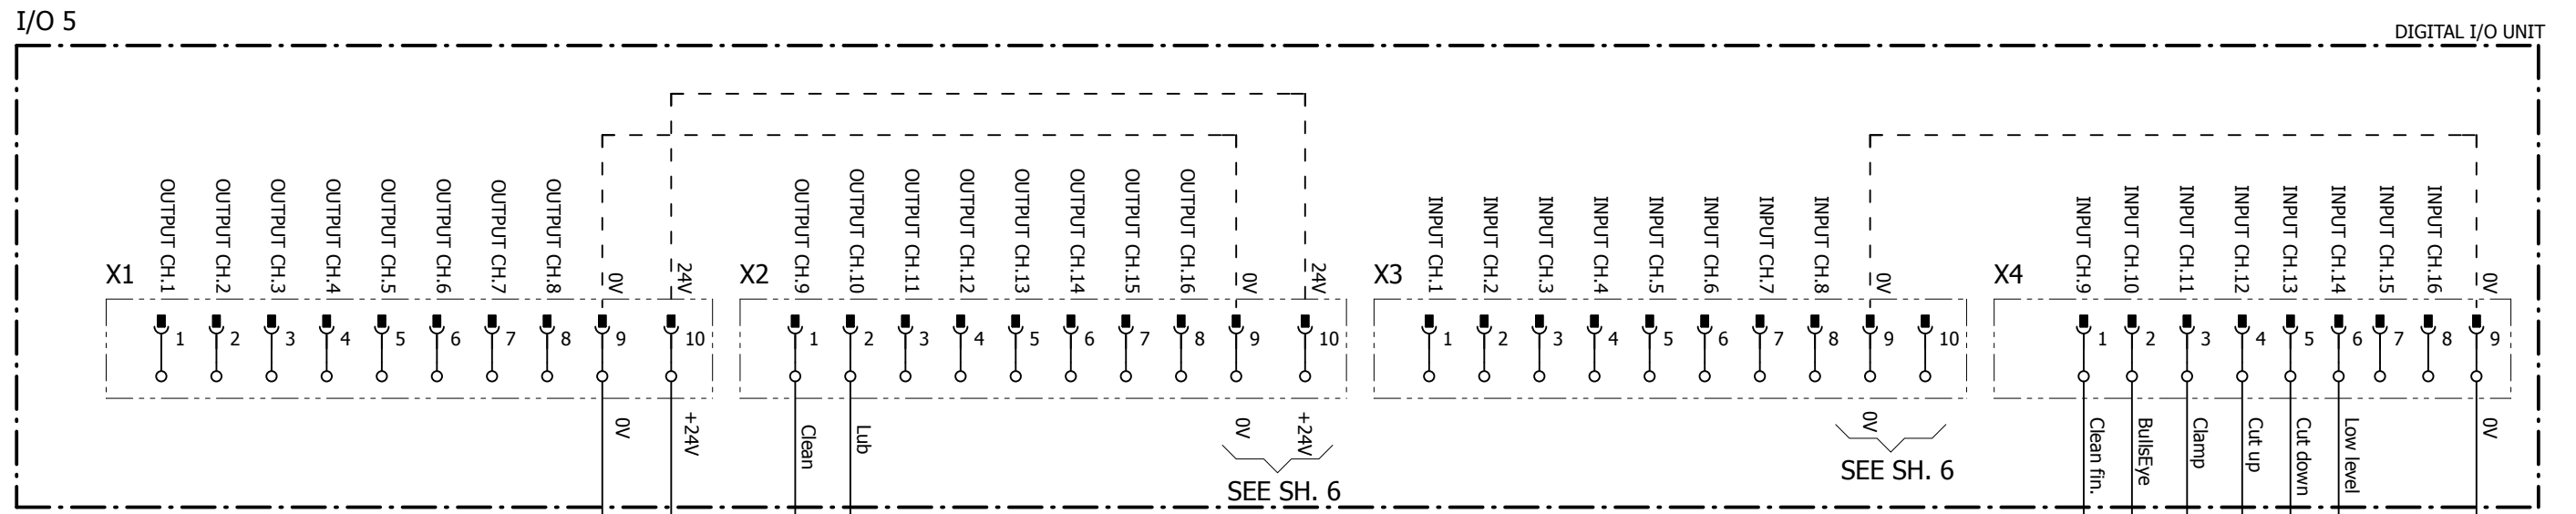 I/O 5
DIGITAL I/O UNIT
X1
OUTPUT CH.1
OUTPUT CH.2
OUTPUT CH.3
OUTPUT CH.4
OUTPUT CH.5
OUTPUT CH.6
OUTPUT CH.7
OUTPUT CH.8
0V
24V
1
2
3
4
5
6
7
8
9
10
0V
+24V
X2
OUTPUT CH.9
OUTPUT CH.10
OUTPUT CH.11
OUTPUT CH.12
OUTPUT CH.13
OUTPUT CH.14
OUTPUT CH.15
OUTPUT CH.16
0V
24V
1
2
3
4
5
6
7
8
9
10
Clean
Lub
0V
+24V
SEE SH. 6
X3
INPUT CH.1
INPUT CH.2
INPUT CH.3
INPUT CH.4
INPUT CH.5
INPUT CH.6
INPUT CH.7
INPUT CH.8
0V
1
2
3
4
5
6
7
8
9
10
0V
SEE SH. 6
X4
INPUT CH.9
INPUT CH.10
INPUT CH.11
INPUT CH.12
INPUT CH.13
INPUT CH.14
INPUT CH.15
INPUT CH.16
0V
1
2
3
4
5
6
7
8
9
Clean fin.
BullsEye
Clamp
Cut up
Cut down
Low level
0V